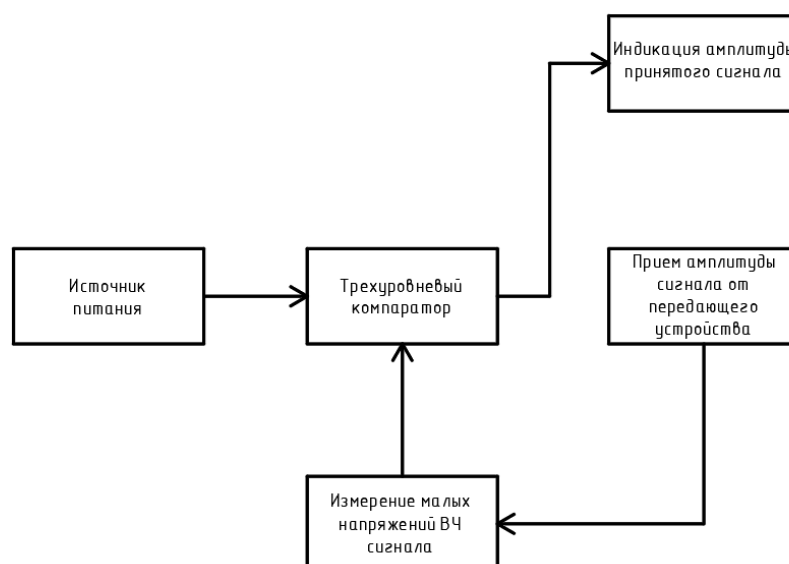 Индикация амплитуды
принятого сигнала
Источник
питания
Трехуровневый
компаратор
Прием амплитуды
сигнала от
передающего
устройства
Измерение малых
напряжений ВЧ
сигнала